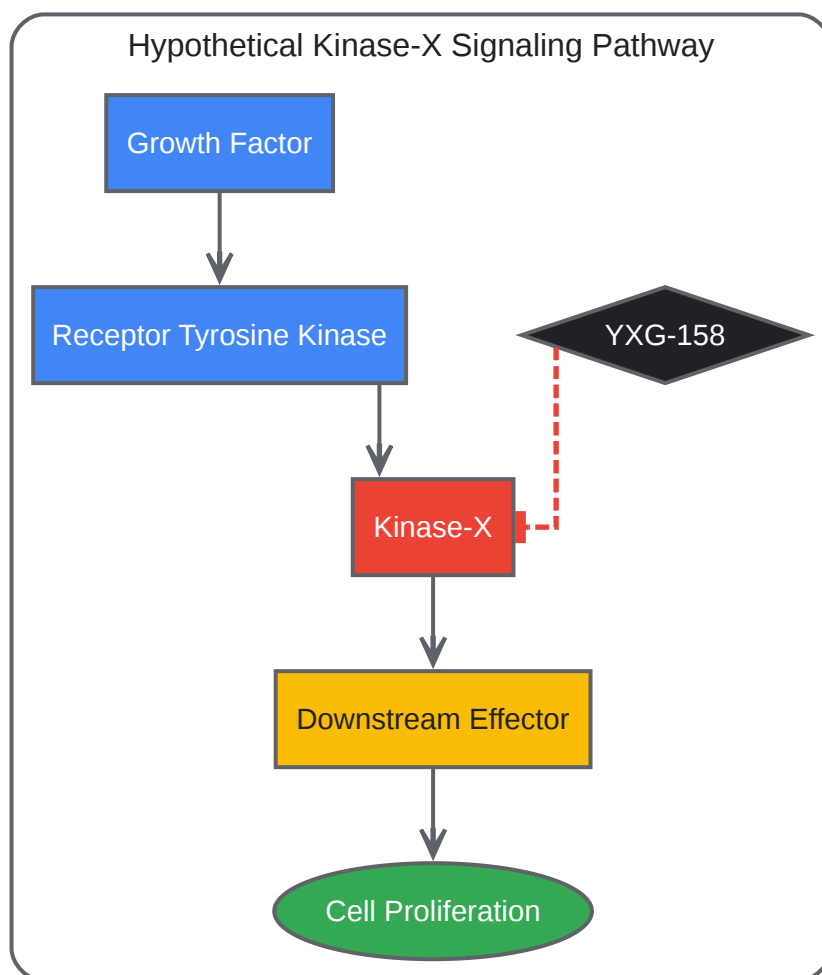 Hypothetical Kinase-X Signaling Pathway
Growth Factor
Receptor Tyrosine Kinase
YXG-158
Kinase-X
Downstream Effector
Cell Proliferation